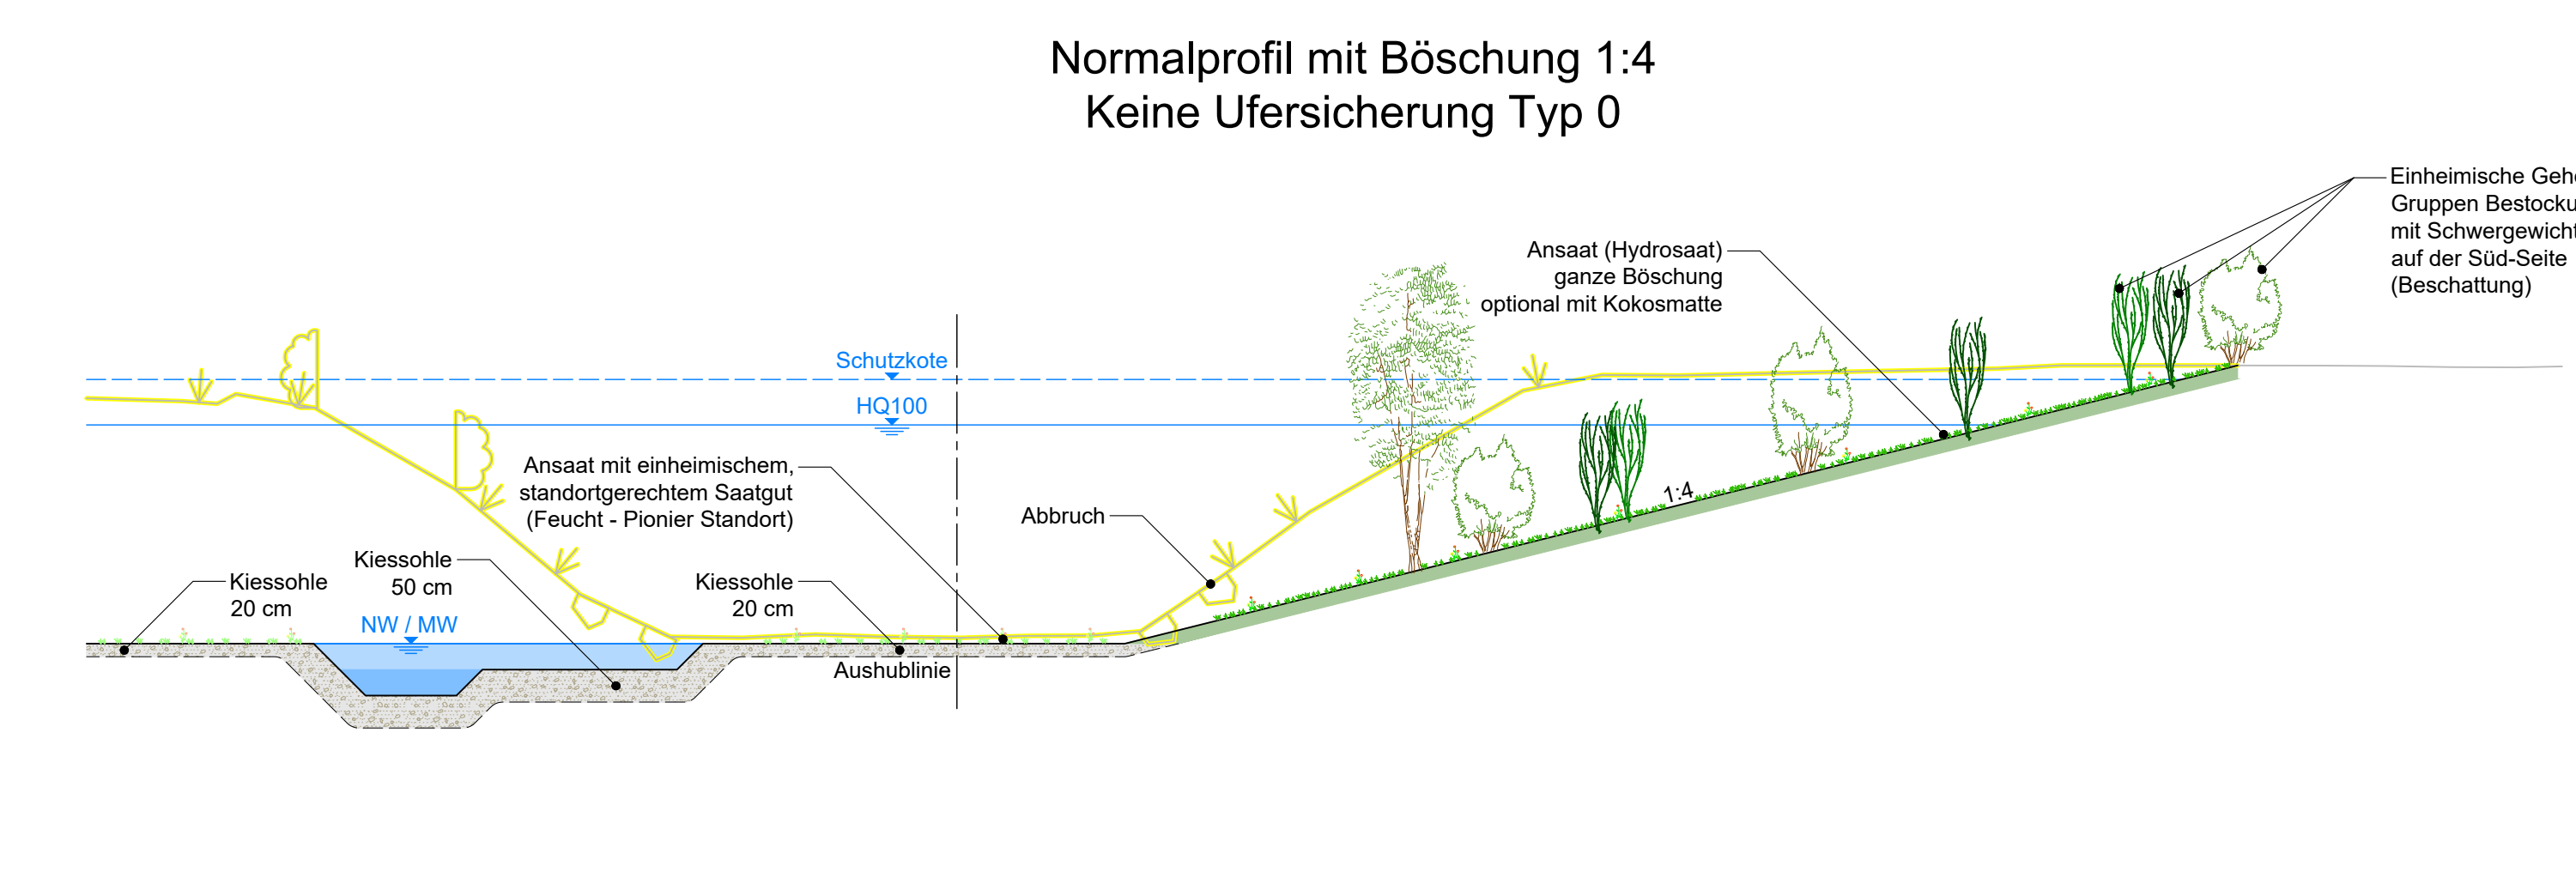 Normalprofil mit Böschung 1:4
Keine Ufersicherung Typ 0
Einheimische
Gruppen
mit Schwergewicht
auf der Süd-Seite
(Beschattung)
Ansaat (Hydrosaat)
ganze Böschung
optional mit Kokosmatte
Schutzkote
HQ100
Ansaat mit einheimischem,
standortgerechtem Saatgut
(Feucht - Pionier Standort)
1:4
Abbruch
Kiessohle
50 cm
Kiessohle
20 cm
Kiessohle
20 cm
NW / MW
Aushublinie